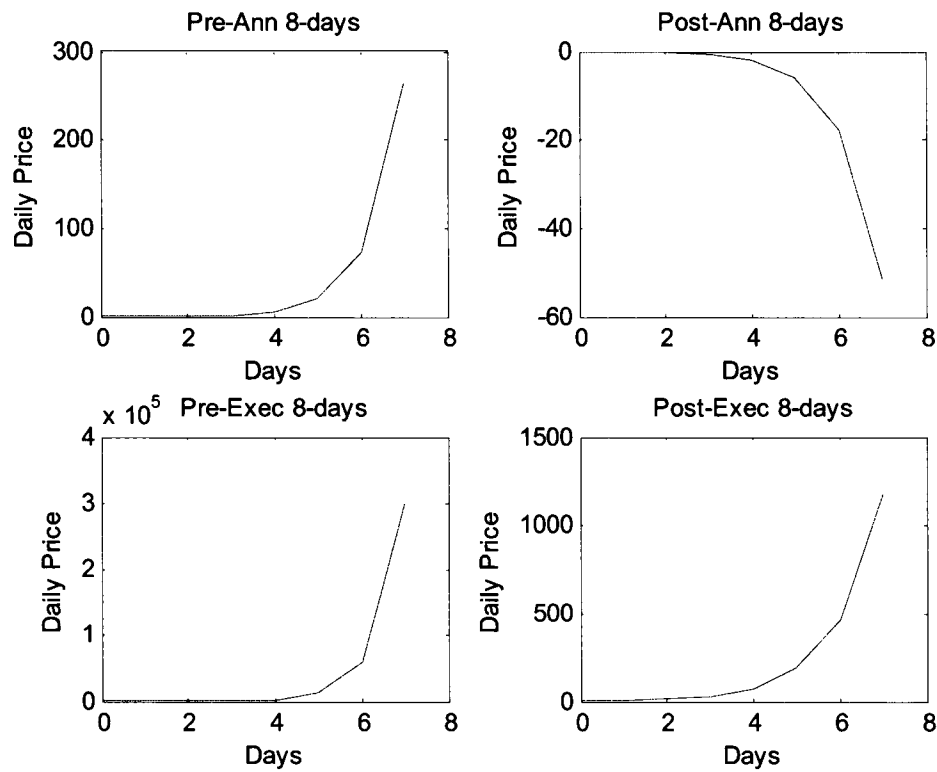 Pre-Ann 8-days
300
200
100
0
0 2 4 6 8
Daily Price
Days
Post-Ann 8-days
0
-20
-40
-60
0 2 4 6 8
Daily Price
Days
x 10^5 Pre-Exec 8-days
4
3
2
1
0
0 2 4 6 8
Daily Price
Days
Post-Exec 8-days
1500
1000
500
0
0 2 4 6 8
Daily Price
Days